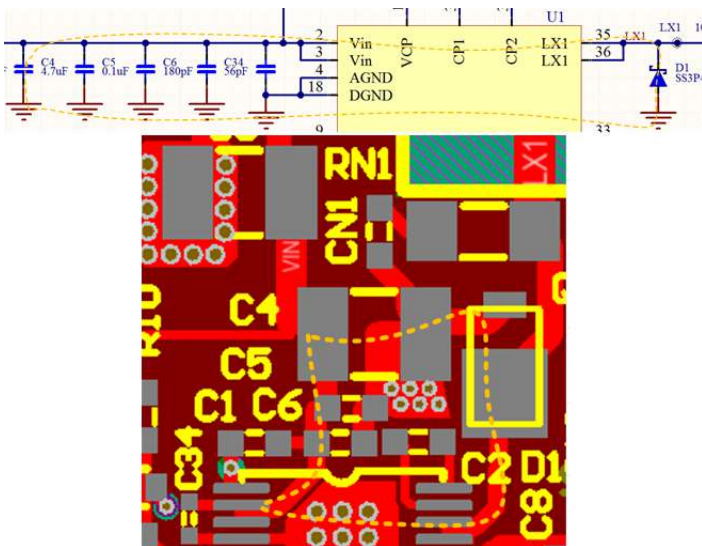 U1
C4
4.7uF
C5
0.1uF
C6
180pF
C34
56pF
2
3
4
18
9
Vin
Vin
AGND
DGND
VCP
CP1
CP2
LX1
LX1
35
36
33
LX1
LX1
D1
RN1
LX1
CN1
VIN
C4
R10
C5
C1 C6
C34
C2 D1
C8